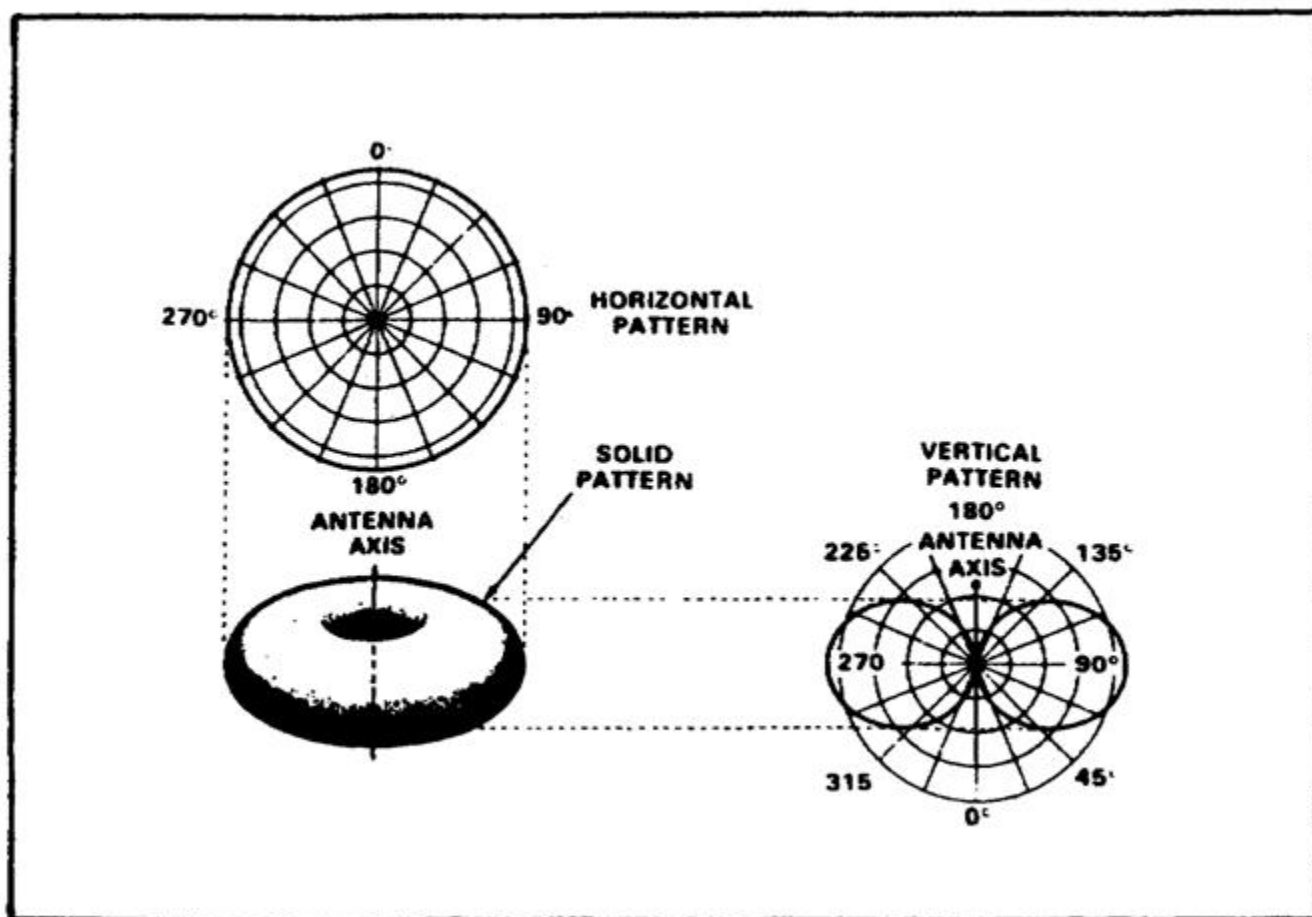 0°
270°
90°
HORIZONTAL
PATTERN
180°
SOLID
PATTERN
ANTENNA
AXIS
VERTICAL
PATTERN
180°
ANTENNA
AXIS
225°
135°
270
90°
315
45°
0°